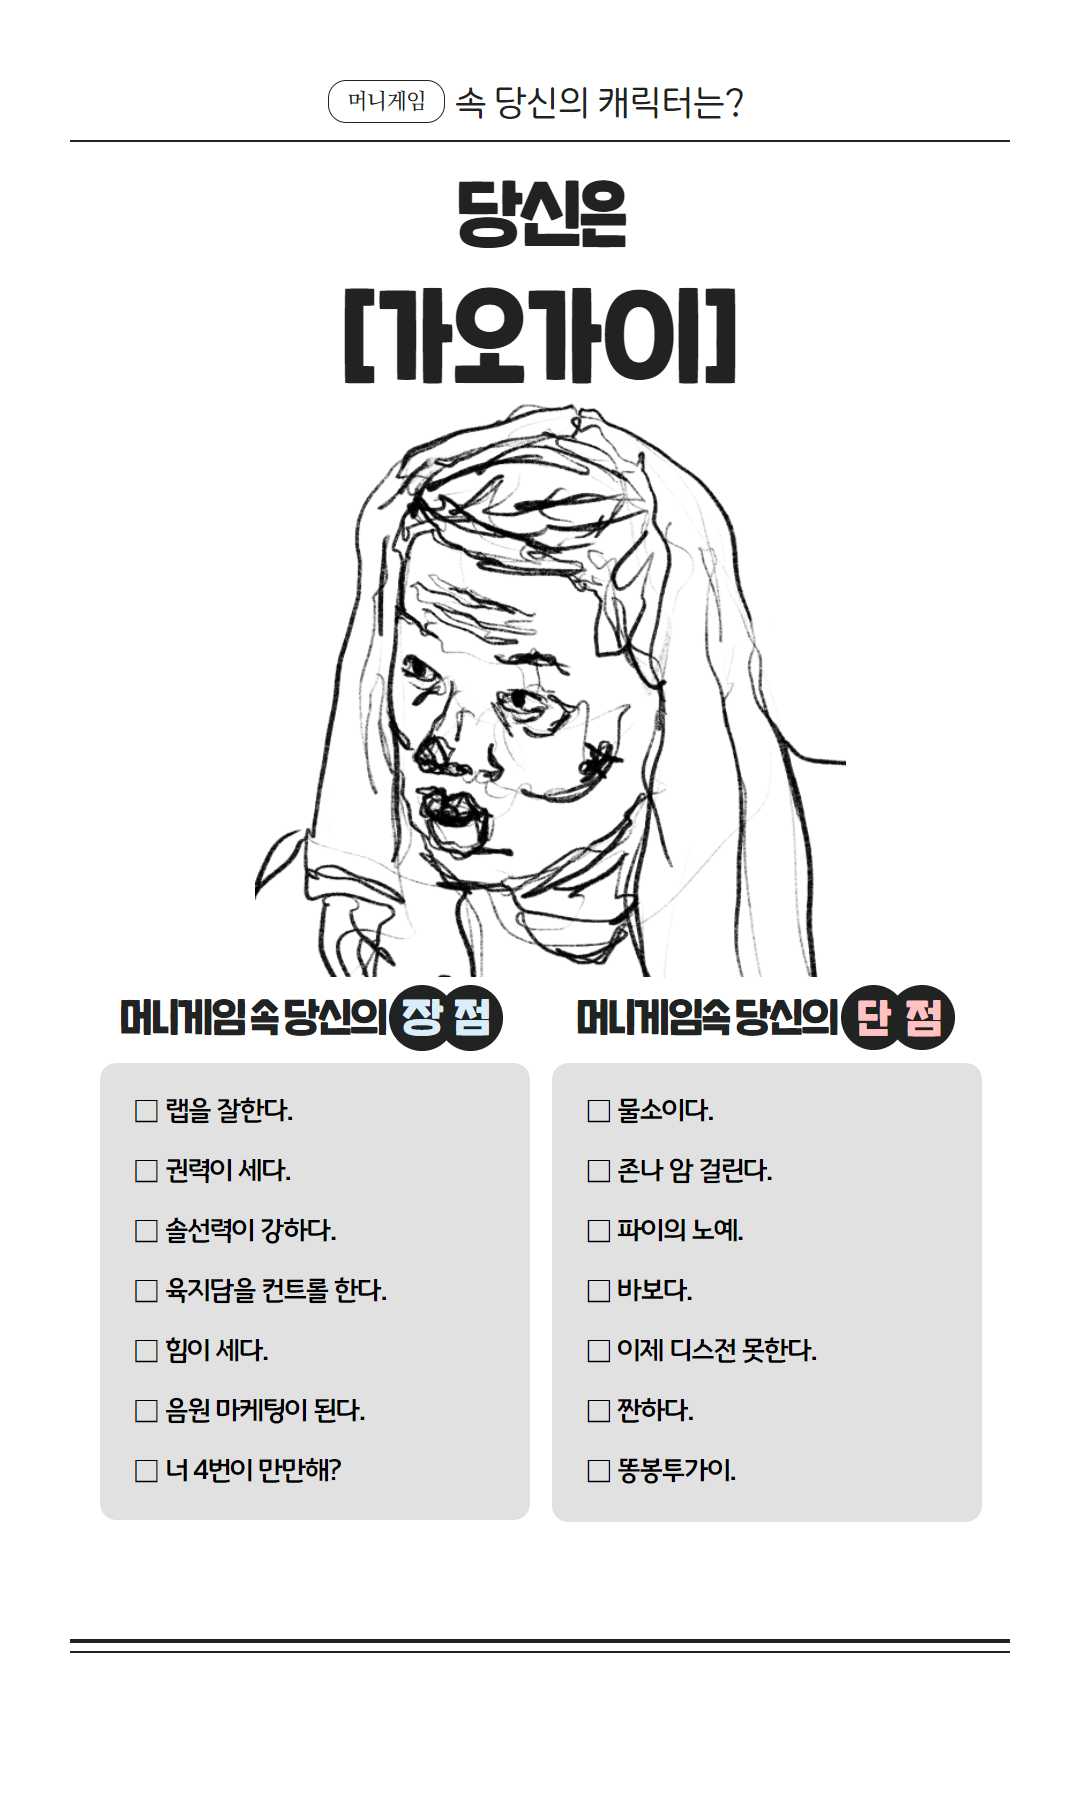 머니게임 속 당신의 캐릭터는?
당신은
[가오가이]
머니게임 속 당신의 장점
□ 랩을 잘한다.
□ 권력이 세다.
□ 솔선력이 강하다.
□ 육지담을 컨트롤 한다.
□ 힘이 세다.
□ 음원 마케팅이 된다.
□ 너 4번이 만만해?
머니게임속 당신의 단점
□ 물소이다.
□ 존나 암 걸린다.
□ 파이의 노예.
□ 바보다.
□ 이제 디스전 못한다.
□ 짠하다.
□ 똥봉투가이.